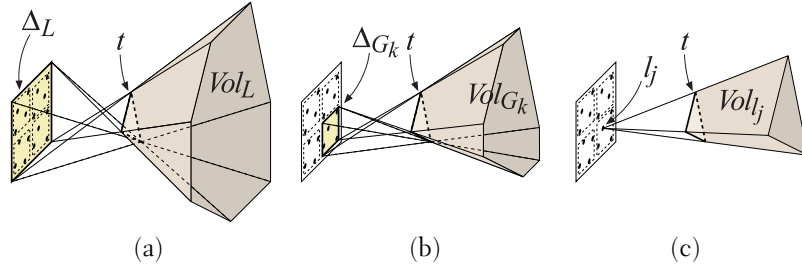 Δ_L t Vol_L
Δ_{G_k} t Vol_{G_k}
l_j t Vol_{l_j}
(a) (b) (c)